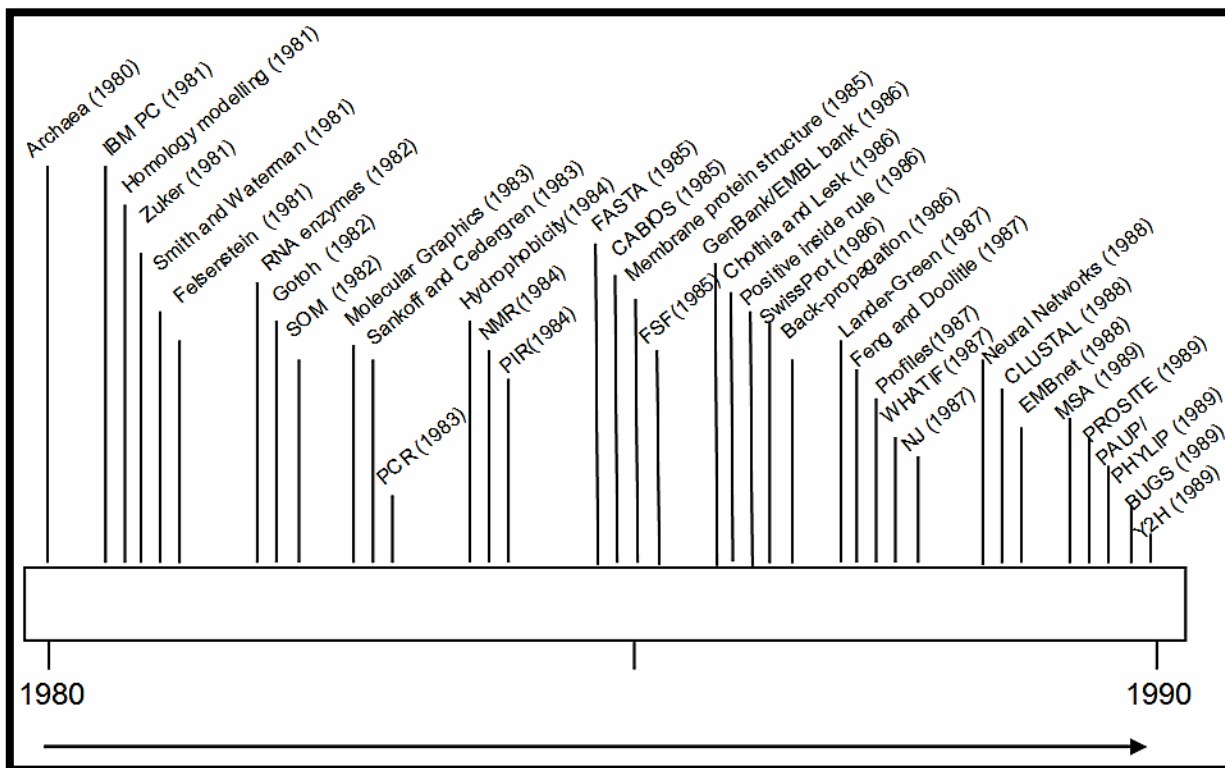 Archaea (1980)
IBM PC (1981)
Homology modelling (1981)
Zuker (1981)
Smith and Waterman (1981)
Felsenstein (1981)
RNA enzymes (1982)
Gotoh (1982)
SOM (1982)
Molecular Graphics (1983)
Sankoff and Cedergren (1983)
PCR (1983)
Hydrophobicity(1984)
NMR(1984)
PIR(1984)
FASTA (1985)
CABIOS (1985)
Membrane protein structure (1985)
FSF(1985)
GenBank/EMBL bank (1986)
Chothia and Lesk (1986)
Positive inside rule (1986)
SwissProt (1986)
Back-propagation (1986)
Lander-Green (1987)
Feng and Doolittle (1987)
Profiles(1987)
WHATIF(1987)
NJ (1987)
Neural Networks (1988)
CLUSTAL (1988)
EMBnet (1988)
MSA (1989)
PROSITE (1989)
PAUP/
PHYLIP (1989)
BUGS (1989)
Y2H (1989)
1980
1990